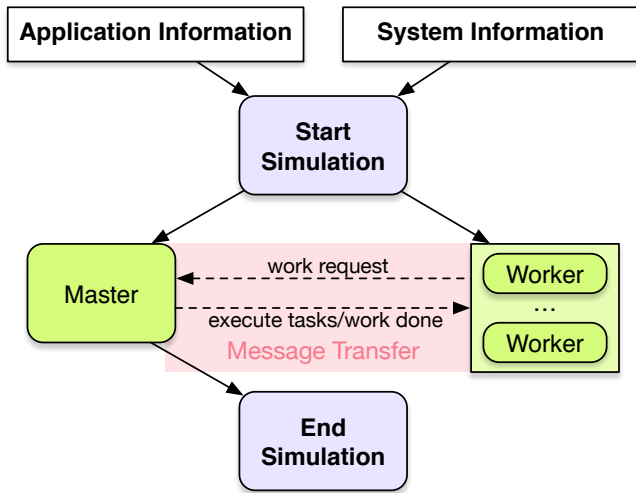 Application Information
System Information
Start
Simulation
Master
work request
execute tasks/work done
Message Transfer
Worker
...
Worker
End
Simulation